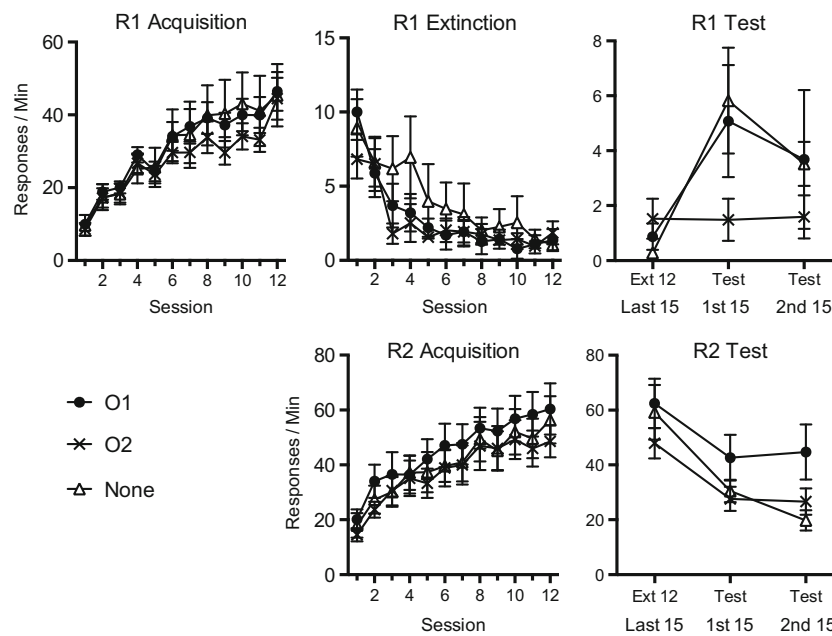 R1 Acquisition
R1 Extinction
R1 Test
Responses / Min
60
40
20
0
2 4 6 8 10 12
Session
15
10
5
0
2 4 6 8 10 12
Session
8
6
4
2
0
Ext 12 Test Test
Last 15 1st 15 2nd 15
O1
O2
None
R2 Acquisition
R2 Test
Responses / Min
80
60
40
20
0
2 4 6 8 10 12
Session
80
60
40
20
0
Ext 12 Test Test
Last 15 1st 15 2nd 15